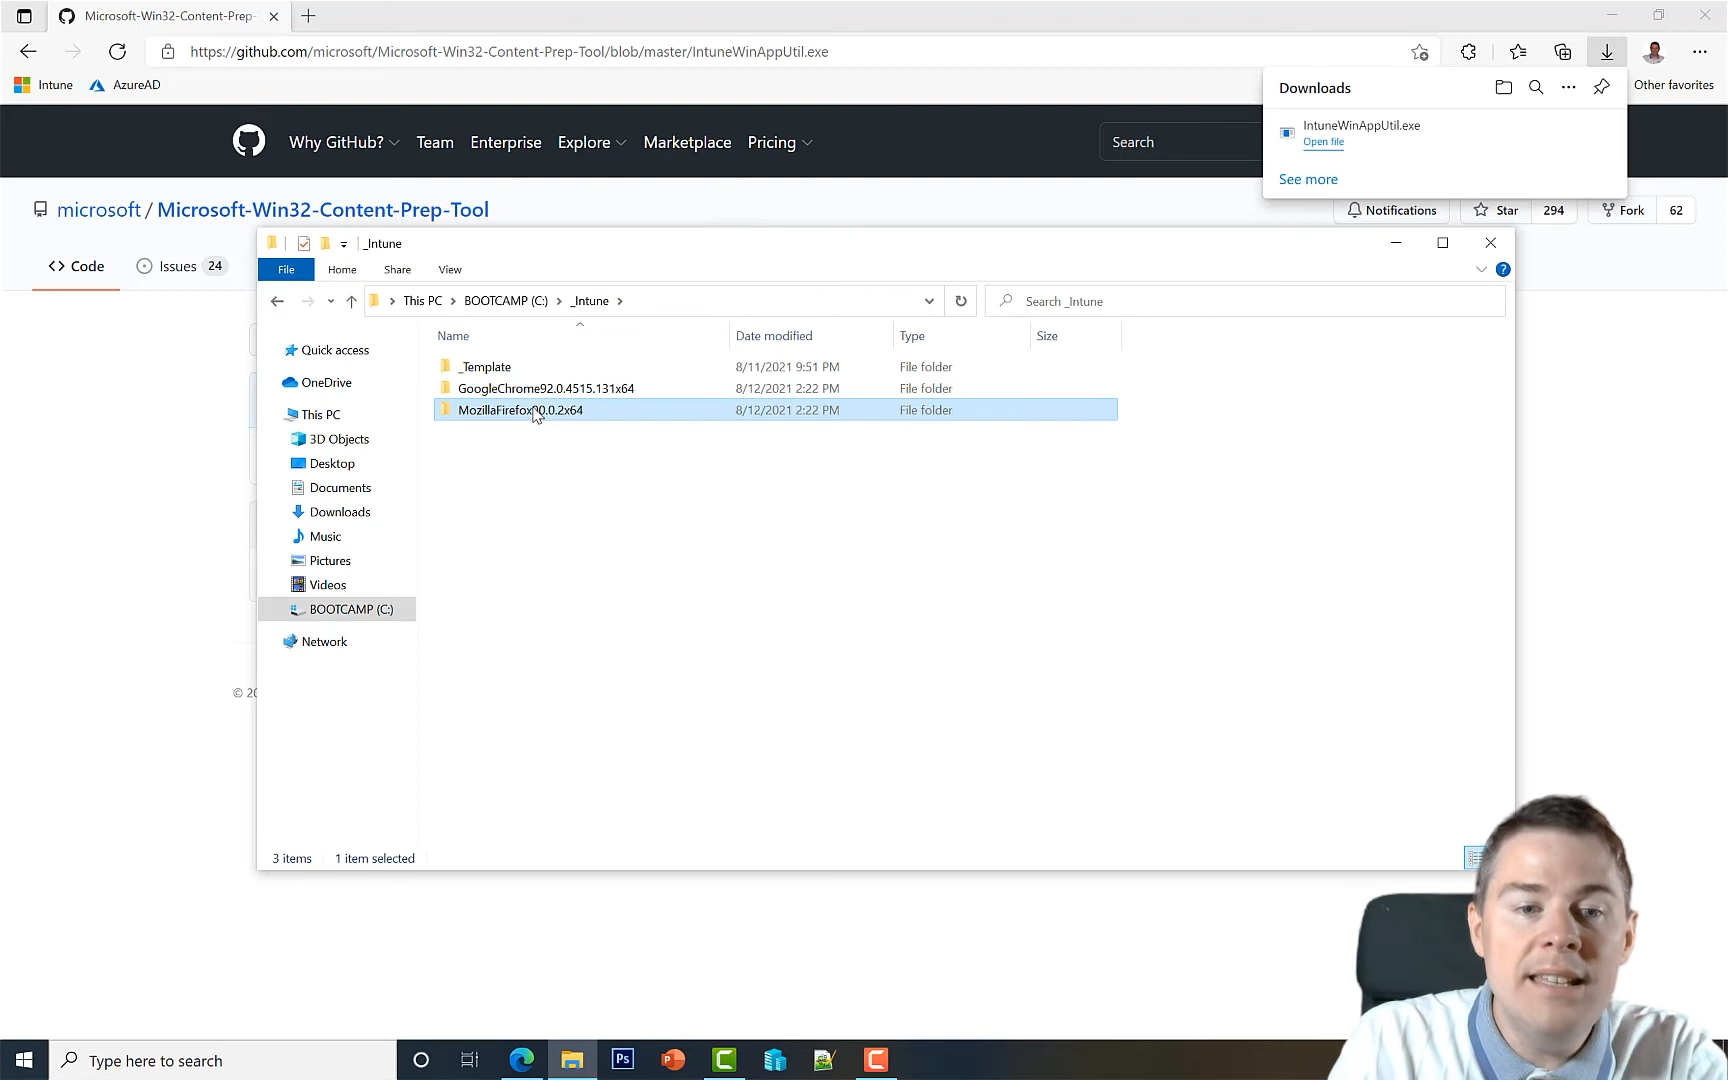 Microsoft-Win32-Content-Prep-
https://github.com/microsoft/Microsoft-Win32-Content-Prep-Tool/blob/master/IntuneWinAppUtil.exe
Intune AzureAD Other favorites
Downloads
IntuneWinAppUtil.exe
Open file
See more
Why GitHub? Team Enterprise Explore Marketplace Pricing Search
microsoft / Microsoft-Win32-Content-Prep-Tool
Notifications Star 294 Fork 62
<> Code Issues 24
_Intune
File Home Share View
This PC > BOOTCAMP (C:) > _Intune >
Search _Intune
Name Date modified Type Size
_Template 8/11/2021 9:51 PM File folder
GoogleChrome92.0.4515.131x64 8/12/2021 2:22 PM File folder
MozillaFirefox90.0.2x64 8/12/2021 2:22 PM File folder
Quick access
OneDrive
This PC
3D Objects
Desktop
Documents
Downloads
Music
Pictures
Videos
BOOTCAMP (C:)
Network
© 20
3 items 1 item selected
Type here to search
Ps